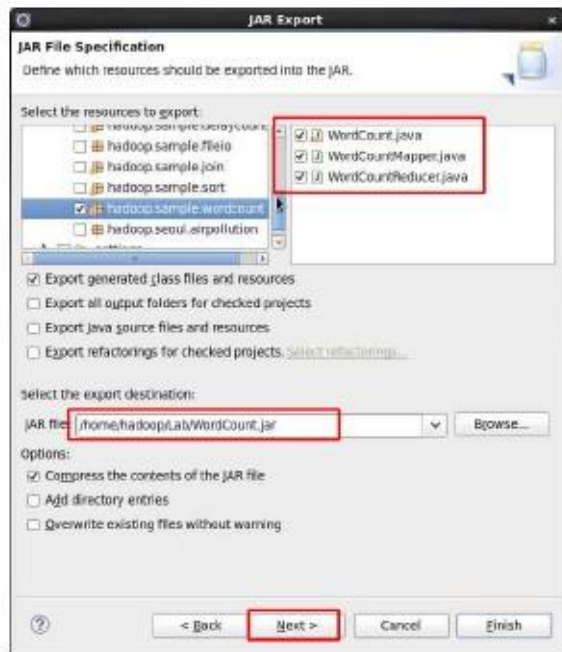 JAR Export
JAR File Specification
Define which resources should be exported into the JAR.
Select the resources to export:
hadoop.sample.delaycount
hadoop.sample.fileio
hadoop.sample.join
hadoop.sample.sort
hadoop.sample.wordcount
hadoop.seoul.airpollution
WordCount.java
WordCountMapper.java
WordCountReducer.java
Export generated class files and resources
Export all output folders for checked projects
Export Java source files and resources
Export refactorings for checked projects. Select refactorings...
Select the export destination:
JAR file: /home/hadoop/Lab/WordCount.jar
Browse...
Options:
Compress the contents of the JAR file
Add directory entries
Overwrite existing files without warning
?
< Back
Next >
Cancel
Finish